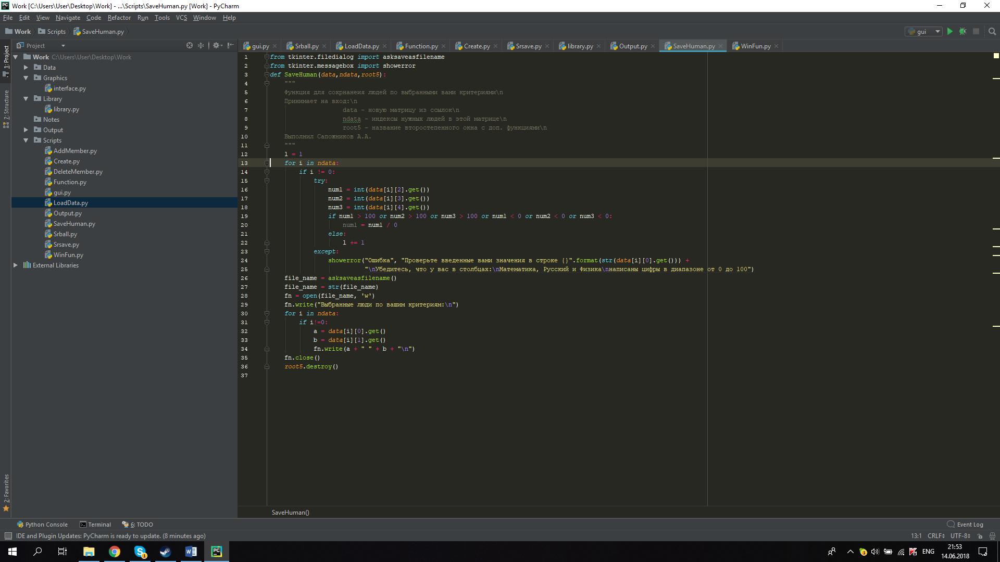 Work [C:\Users\User\Desktop\Work] - ...\Scripts\SaveHuman.py [Work] - PyCharm
File Edit View Navigate Code Refactor Run Tools VCS Window Help
Work Scripts SaveHuman.py gui
Project
gui.py Srball.py LoadData.py Function.py Create.py Srsave.py library.py Output.py SaveHuman.py WinFun.py
1: Project
7: Structure
2: Favorites
Work C:\Users\User\Desktop\Work
Data
Graphics
interface.py
Library
library.py
Notes
Output
Scripts
AddMember.py
Create.py
DeleteMember.py
Function.py
gui.py
LoadData.py
Output.py
SaveHuman.py
Srball.py
Srsave.py
WinFun.py
External Libraries
1 from tkinter.filedialog import asksaveasfilename
2 from tkinter.messagebox import showerror
3 def SaveHuman(data,ndata,root5):
4 """
5 Функция для сохрнанеия людей по выбранными вами критериями\n
6 Принимает на вход:\n
7 data - новую матрицу из ссылок\n
8 ndata - индексы нужных людей в этой матрице\n
9 root5 - название второстепенного окна с доп. функциями\n
10 Выполнил Сапожников А.А.
11 """
12 l = 1
13 for i in ndata:
14 if i != 0:
15 try:
16 num1 = int(data[i][2].get())
17 num2 = int(data[i][3].get())
18 num3 = int(data[i][4].get())
19 if num1 > 100 or num2 > 100 or num3 > 100 or num1 < 0 or num2 < 0 or num3 < 0:
20 num1 = num1 / 0
21 else:
22 l += 1
23 except:
24 showerror("Ошибка", "Проверьте введенные вами значения в строке {}".format(str(data[i][0].get())) +
25 "\nУбедитесь, что у вас в столбцах:\nМатематика, Русский и Физика\nнаписаны цифры в диапазоне от 0 до 100")
26 file_name = asksaveasfilename()
27 file_name = str(file_name)
28 fn = open(file_name, 'w')
29 fn.write("Выбранные люди по вашим критериям:\n")
30 for i in ndata:
31 if i!=0:
32 a = data[i][0].get()
33 b = data[i][1].get()
34 fn.write(a + " " + b + "\n")
35 fn.close()
36 root5.destroy()
37
SaveHuman()
Python Console Terminal 6: TODO Event Log
IDE and Plugin Updates: PyCharm is ready to update. (8 minutes ago) 13:1 CRLF UTF-8
ENG 21:53
14.06.2018